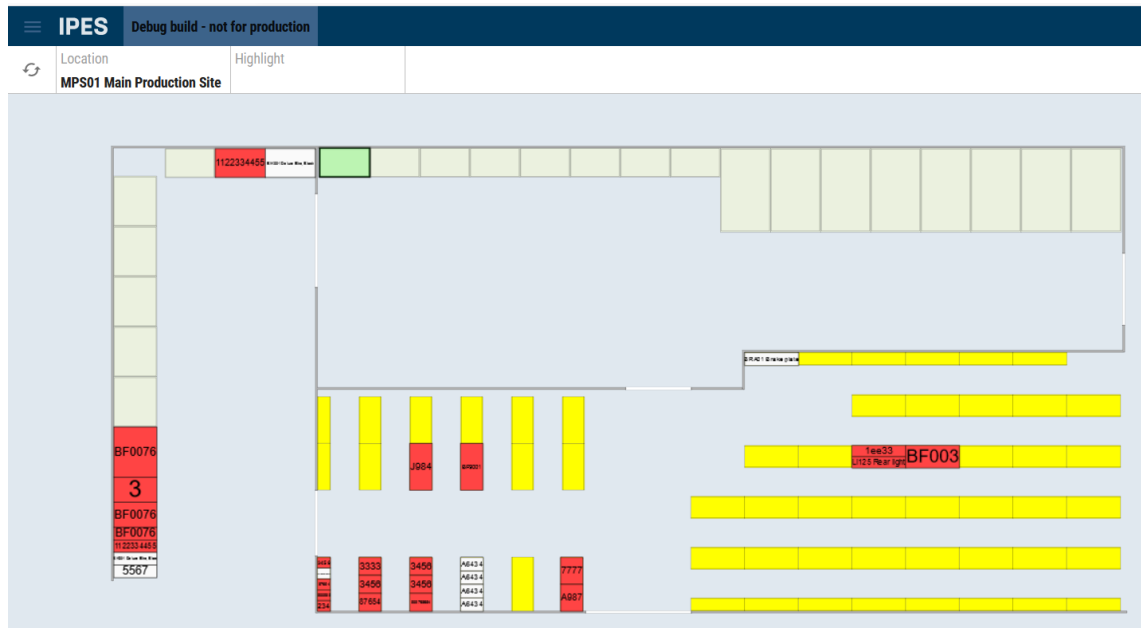 IPES Debug build - not for production
Location Highlight
MPS01 Main Production Site
1122334455
BRA01 Brake plate
BF0076
3
BF0076
BF0076
1122334455
5567
J984
BF9001
1ee33
LI125 Rear light
BF003
234
3333
3456
87654
3456
3456
A6434
A6434
A6434
A6434
7777
A987